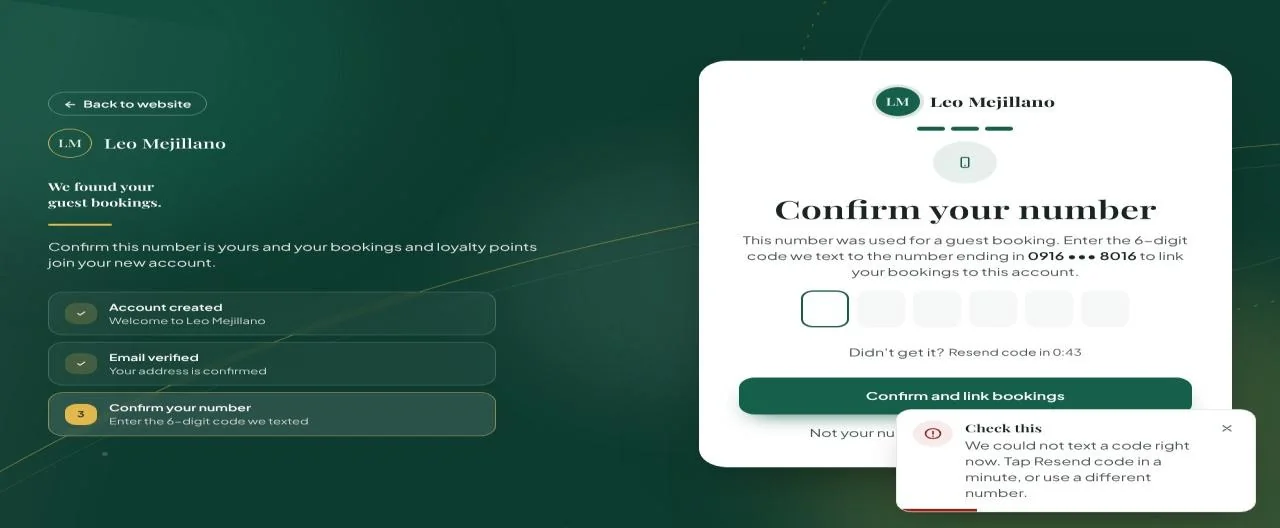 ← Back to website
LM Leo Mejillano
We found your
guest bookings.
Confirm this number is yours and your bookings and loyalty points
join your new account.
Account created
Welcome to Leo Mejillano
Email verified
Your address is confirmed
3 Confirm your number
Enter the 6-digit code we texted
LM Leo Mejillano
Confirm your number
This number was used for a guest booking. Enter the 6-digit
code we text to the number ending in 0916 ••• 8016 to link
your bookings to this account.
Didn't get it? Resend code in 0:43
Confirm and link bookings
Not your nu
Check this
We could not text a code right
now. Tap Resend code in a
minute, or use a different
number.